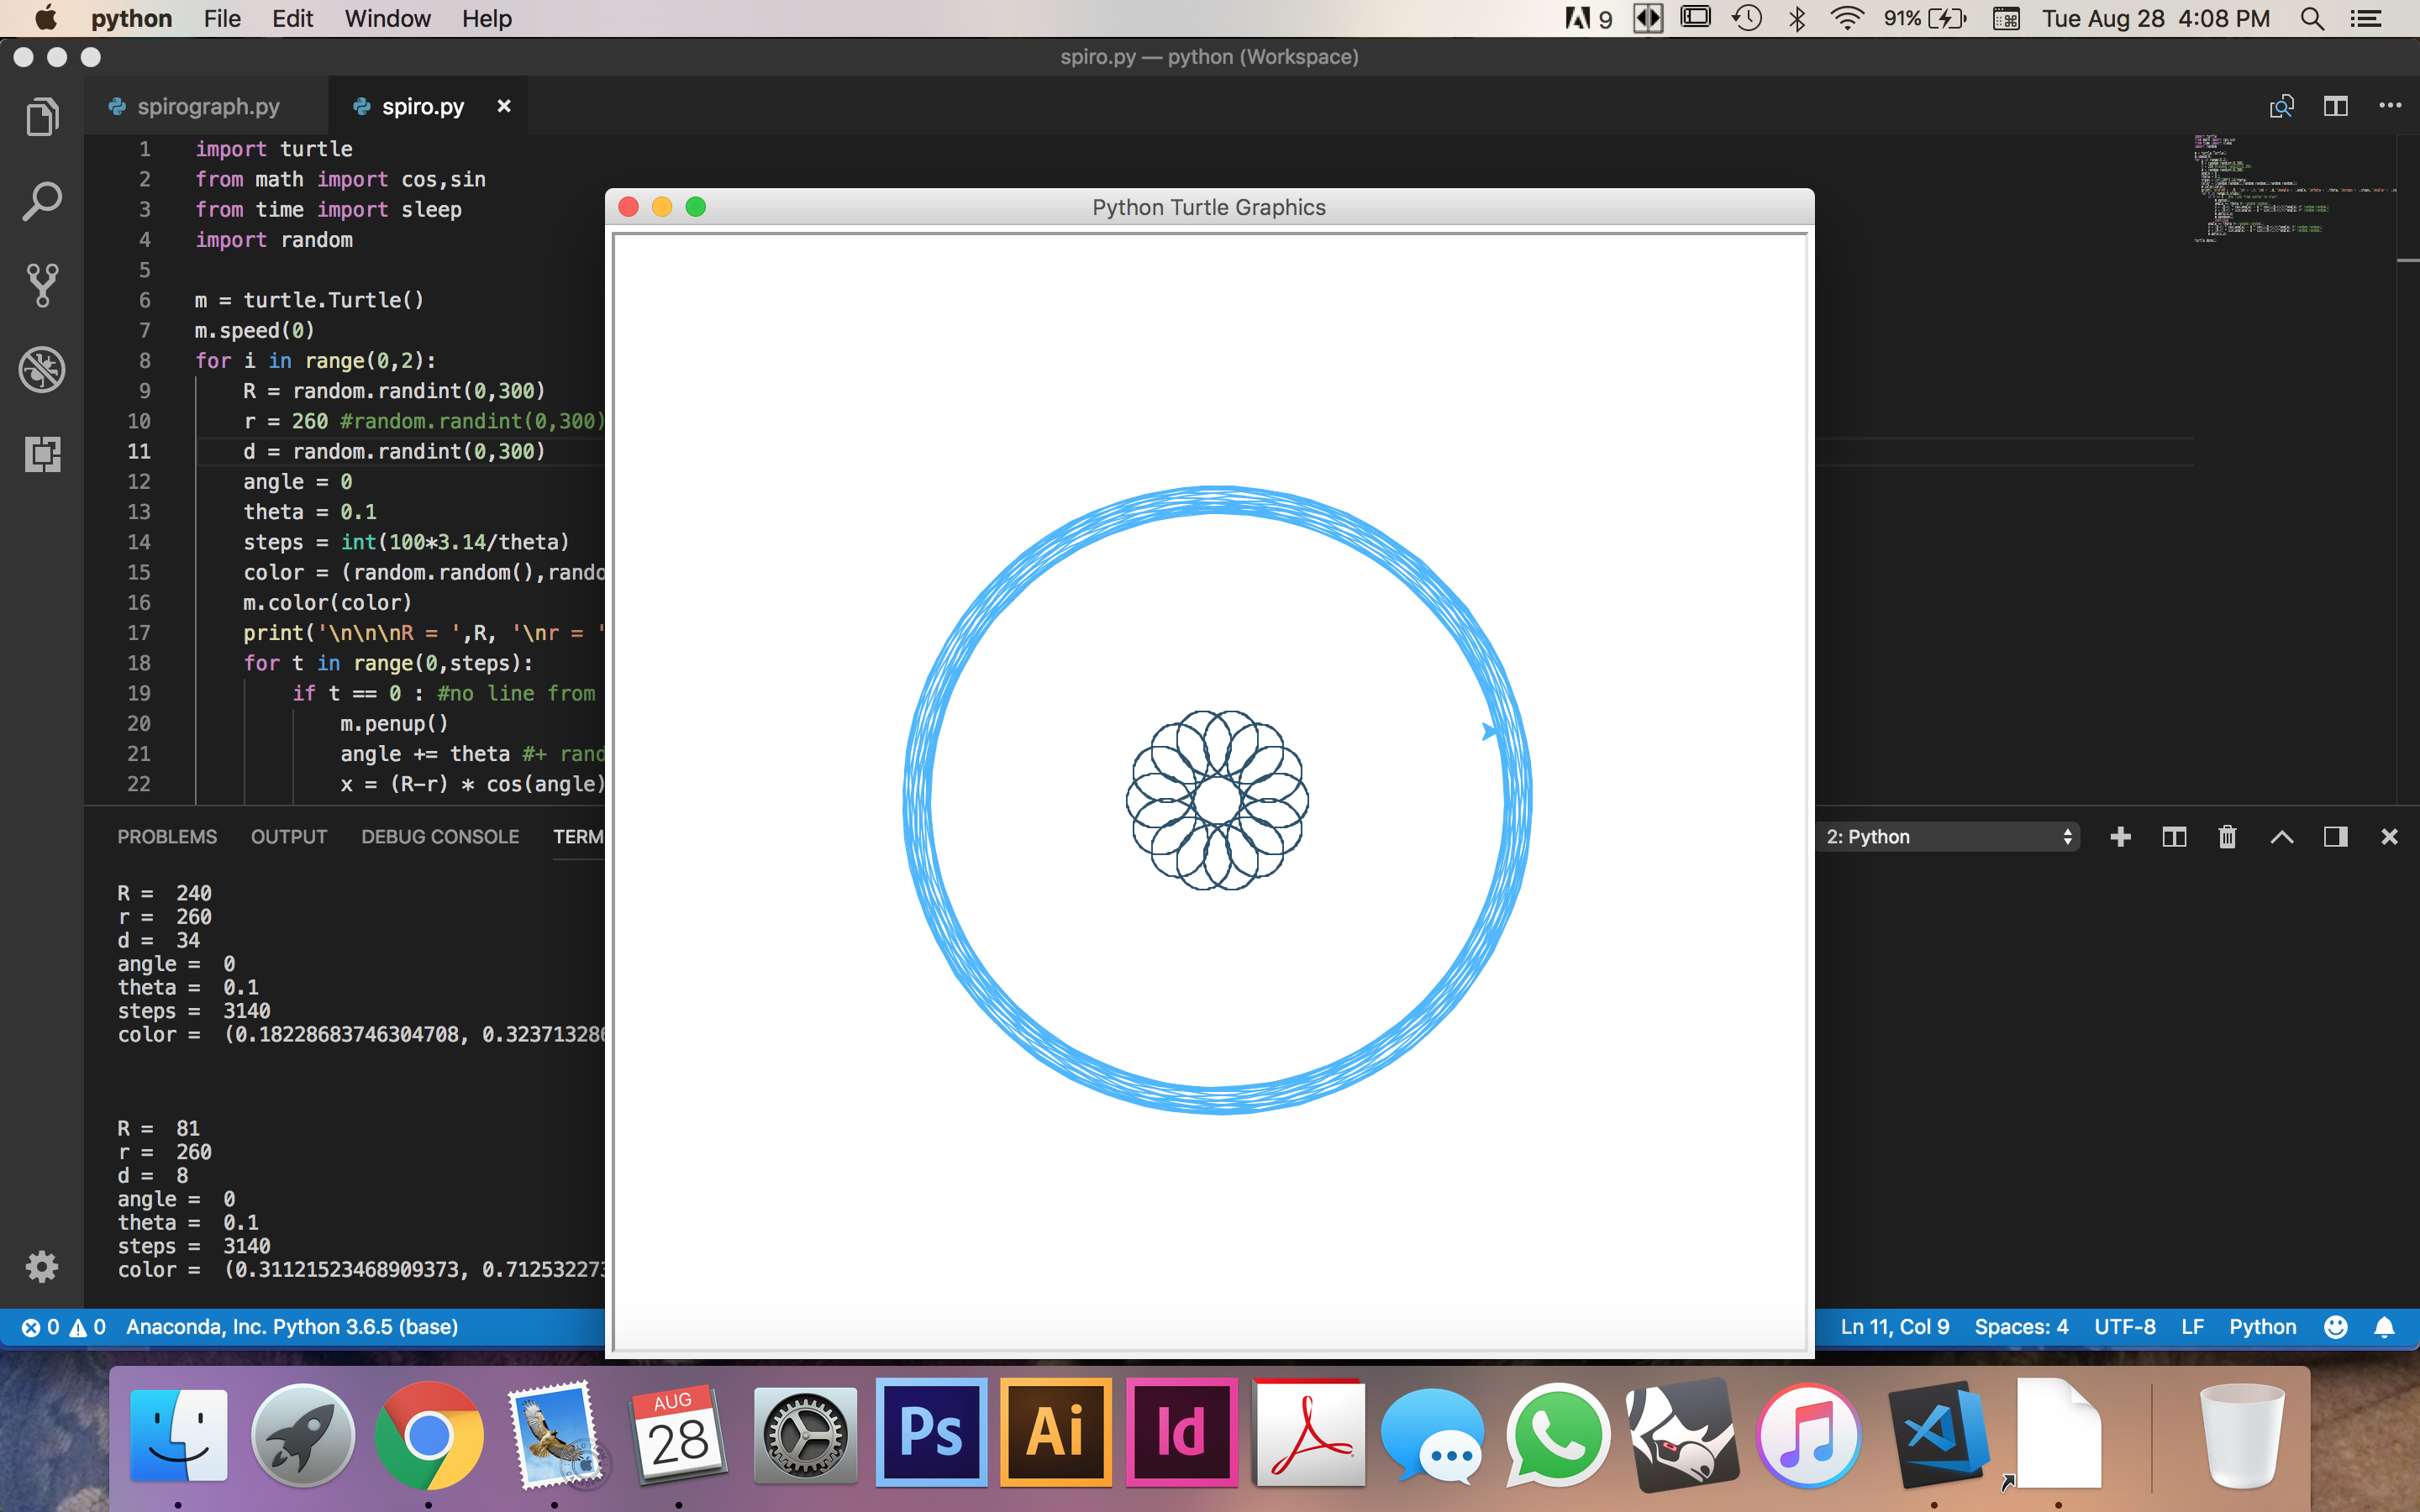 python File Edit Window Help 9 91% Tue Aug 28 4:08 PM
spiro.py — python (Workspace)
spirograph.py spiro.py
1 import turtle
2 from math import cos,sin
3 from time import sleep
4 import random
5
6 m = turtle.Turtle()
7 m.speed(0)
8 for i in range(0,2):
9 R = random.randint(0,300)
10 r = 260 #random.randint(0,300)
11 d = random.randint(0,300)
12 angle = 0
13 theta = 0.1
14 steps = int(100*3.14/theta)
15 color = (random.random(),rando
16 m.color(color)
17 print('\n\n\nR = ',R, '\nr = '
18 for t in range(0,steps):
19 if t == 0 : #no line from
20 m.penup()
21 angle += theta #+ rand
22 x = (R-r) * cos(angle)
Python Turtle Graphics
PROBLEMS OUTPUT DEBUG CONSOLE TERM
2: Python
R = 240
r = 260
d = 34
angle = 0
theta = 0.1
steps = 3140
color = (0.18228683746304708, 0.32371328
R = 81
r = 260
d = 8
angle = 0
theta = 0.1
steps = 3140
color = (0.31121523468909373, 0.712532273
0 0 Anaconda, Inc. Python 3.6.5 (base)
Ln 11, Col 9 Spaces: 4 UTF-8 LF Python
AUG
28
Ps
Ai
Id